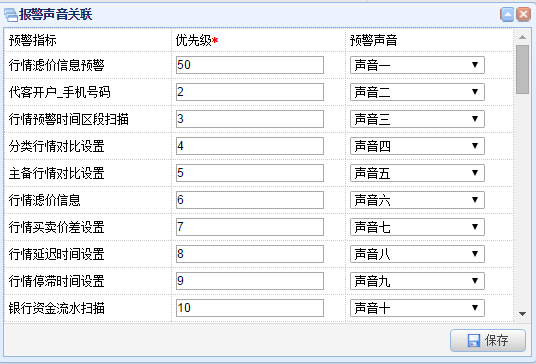 报警声音关联
预警指标 优先级* 预警声音
行情滤价信息预警 50 声音一
代客开户_手机号码 2 声音二
行情预警时间区段扫描 3 声音三
分类行情对比设置 4 声音四
主备行情对比设置 5 声音五
行情滤价信息 6 声音六
行情买卖价差设置 7 声音七
行情延迟时间设置 8 声音八
行情停滞时间设置 9 声音九
银行资金流水扫描 10 声音十
保存